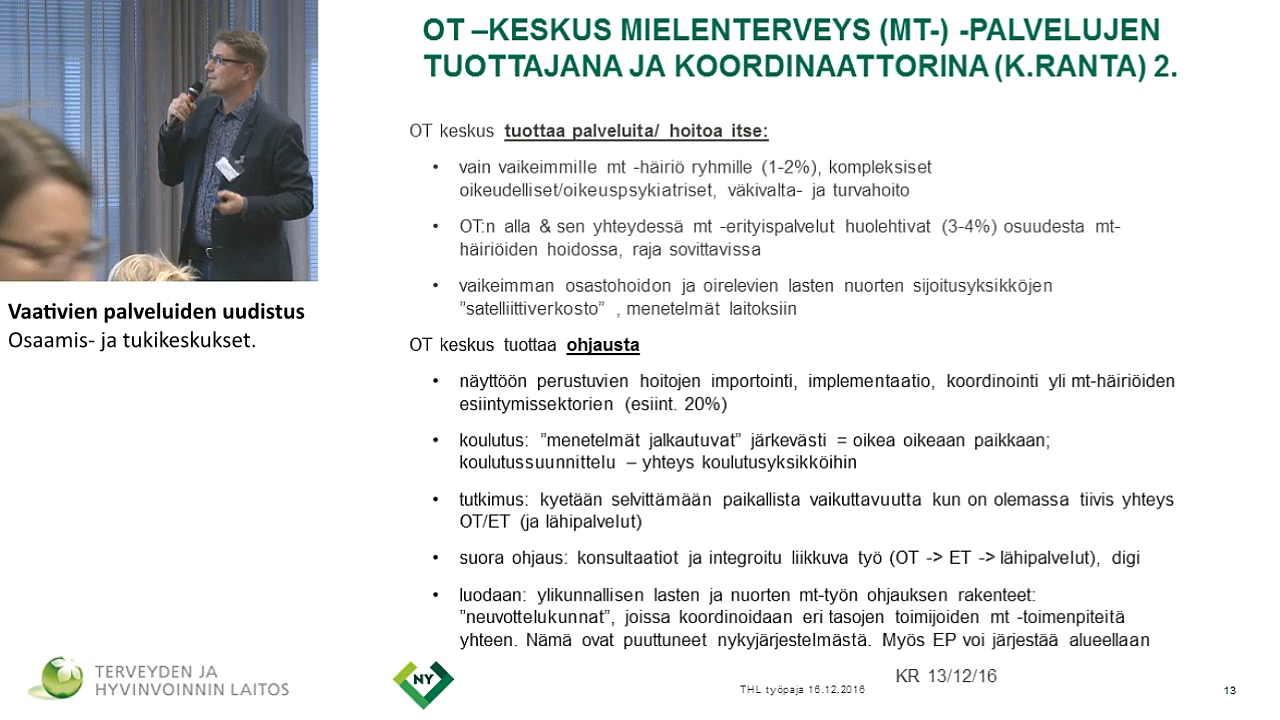 OT –KESKUS MIELENTERVEYS (MT-) -PALVELUJEN
TUOTTAJANA JA KOORDINAATTORINA (K.RANTA) 2.
OT keskus tuottaa palveluita/ hoitoa itse:
• vain vaikeimmille mt -häiriö ryhmille (1-2%), kompleksiset
oikeudelliset/oikeuspsykiatriset, väkivalta- ja turvahoito
• OT:n alla & sen yhteydessä mt -erityispalvelut huolehtivat (3-4%) osuudesta mt-
häiriöiden hoidossa, raja sovittavissa
• vaikeimman osastohoidon ja oirelevien lasten nuorten sijoitusyksikköjen
”satelliittiverkosto” , menetelmät laitoksiin
OT keskus tuottaa ohjausta
• näyttöön perustuvien hoitojen importointi, implementaatio, koordinointi yli mt-häiriöiden
esiintymissektorien (esiint. 20%)
• koulutus: ”menetelmät jalkautuvat” järkevästi = oikea oikeaan paikkaan;
koulutussuunnittelu – yhteys koulutusyksikköihin
• tutkimus: kyetään selvittämään paikallista vaikuttavuutta kun on olemassa tiivis yhteys
OT/ET (ja lähipalvelut)
• suora ohjaus: konsultaatiot ja integroitu liikkuva työ (OT -> ET -> lähipalvelut), digi
• luodaan: ylikunnallisen lasten ja nuorten mt-työn ohjauksen rakenteet:
”neuvottelukunnat”, joissa koordinoidaan eri tasojen toimijoiden mt -toimenpiteitä
yhteen. Nämä ovat puuttuneet nykyjärjestelmästä. Myös EP voi järjestää alueellaan
Vaativien palveluiden uudistus
Osaamis- ja tukikeskukset.
TERVEYDEN JA
HYVINVOINNIN LAITOS
NY
THL työpaja 16.12.2016
KR 13/12/16
13